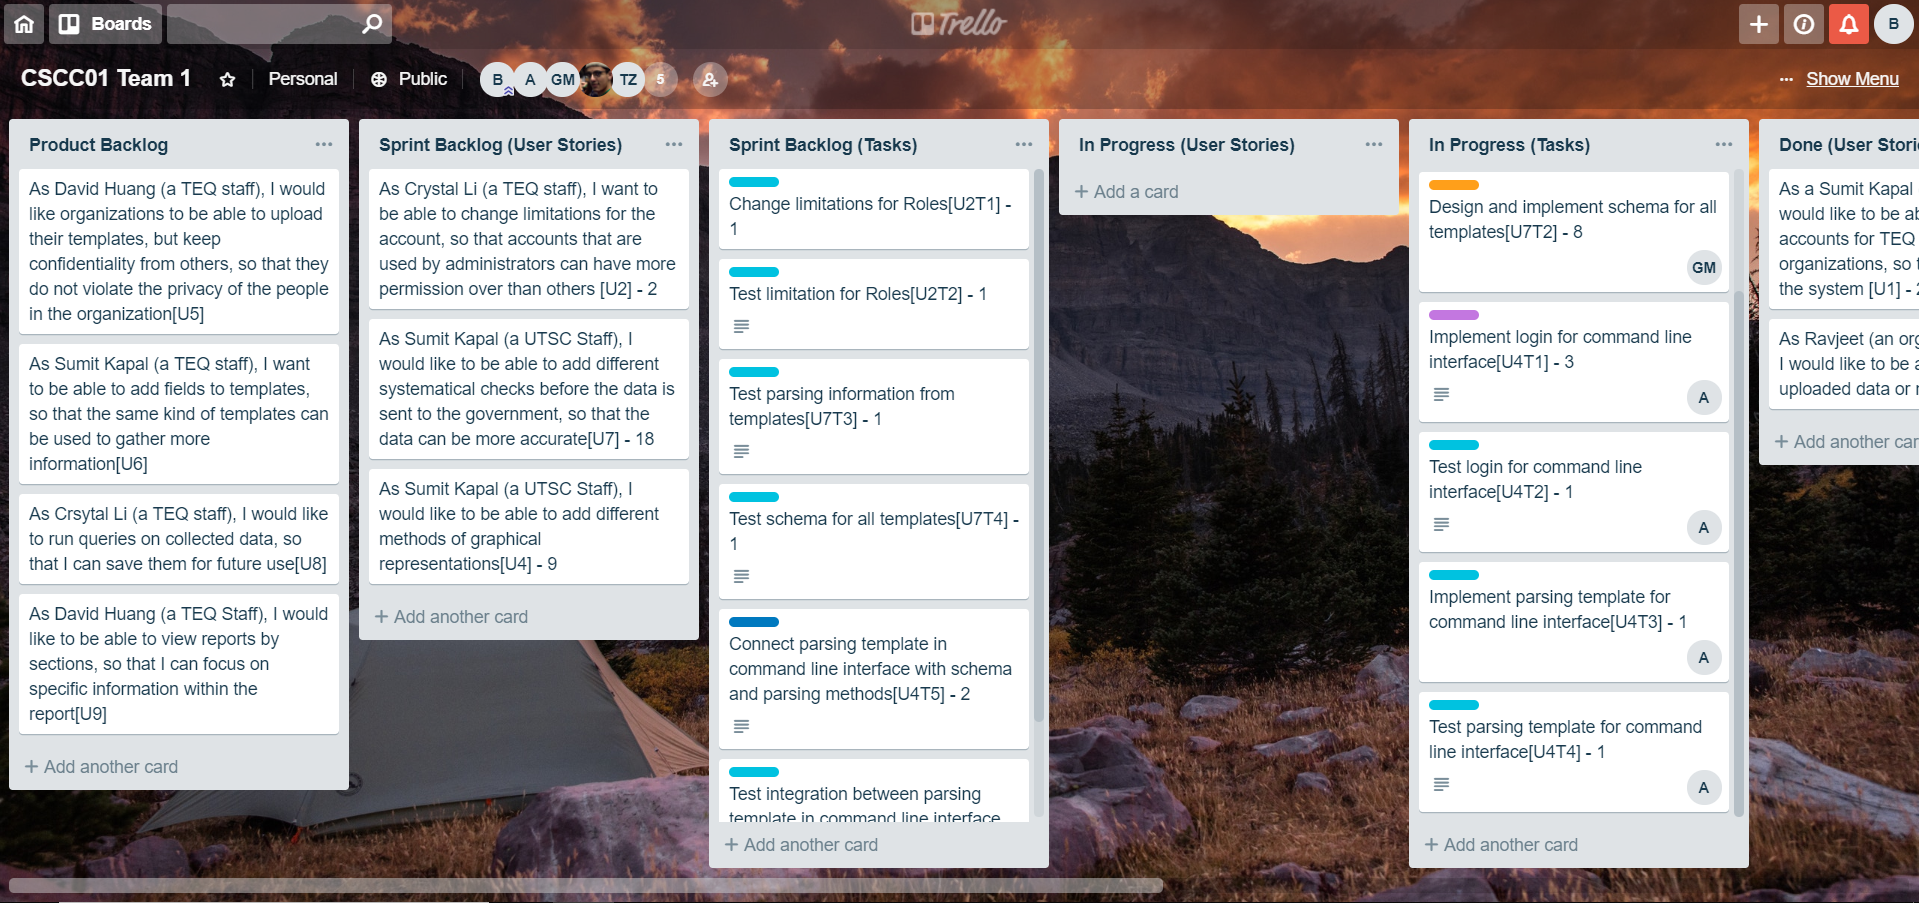 Boards
Trello
B
CSCC01 Team 1
Personal
Public
B
A
GM
TZ
5
Show Menu
Product Backlog
As David Huang (a TEQ staff), I would
like organizations to be able to upload
their templates, but keep
confidentiality from others, so that they
do not violate the privacy of the people
in the organization[U5]
As Sumit Kapal (a TEQ staff), I want
to be able to add fields to templates,
so that the same kind of templates can
be used to gather more
information[U6]
As Crsytal Li (a TEQ staff), I would like
to run queries on collected data, so
that I can save them for future use[U8]
As David Huang (a TEQ Staff), I would
like to be able to view reports by
sections, so that I can focus on
specific information within the
report[U9]
+ Add another card
Sprint Backlog (User Stories)
As Crystal Li (a TEQ staff), I want to
be able to change limitations for the
account, so that accounts that are
used by administrators can have more
permission over than others [U2] - 2
As Sumit Kapal (a UTSC Staff), I
would like to be able to add different
systematical checks before the data is
sent to the government, so that the
data can be more accurate[U7] - 18
As Sumit Kapal (a UTSC Staff), I
would like to be able to add different
methods of graphical
representations[U4] - 9
+ Add another card
Sprint Backlog (Tasks)
Change limitations for Roles[U2T1] -
1
Test limitation for Roles[U2T2] - 1
Test parsing information from
templates[U7T3] - 1
Test schema for all templates[U7T4] -
1
Connect parsing template in
command line interface with schema
and parsing methods[U4T5] - 2
Test integration between parsing
template in command line interface
+ Add another card
In Progress (User Stories)
+ Add a card
In Progress (Tasks)
Design and implement schema for all
templates[U7T2] - 8
GM
Implement login for command line
interface[U4T1] - 3
A
Test login for command line
interface[U4T2] - 1
A
Implement parsing template for
command line interface[U4T3] - 1
A
Test parsing template for command
line interface[U4T4] - 1
A
+ Add another card
Done (User
As a Sumit Kapal
would like to be
accounts for TEQ
organizations, so
the system [U1] -
As Ravjeet (an
I would like to be
uploaded data or
+ Add another